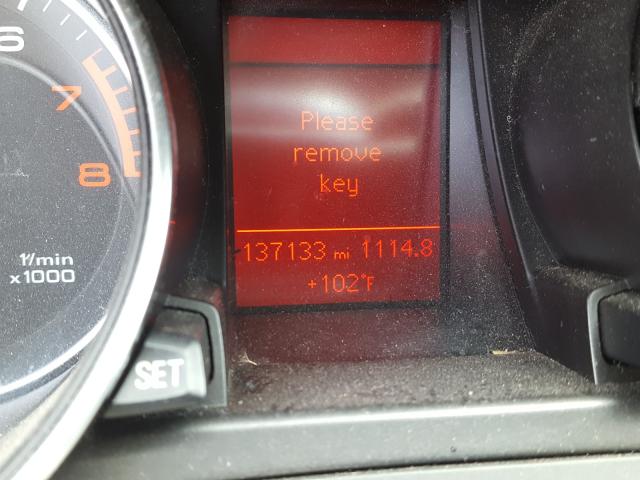 6
7
8
1/min
x1000
Please
remove
key
137133 mi 1114.8
+102°F
SET